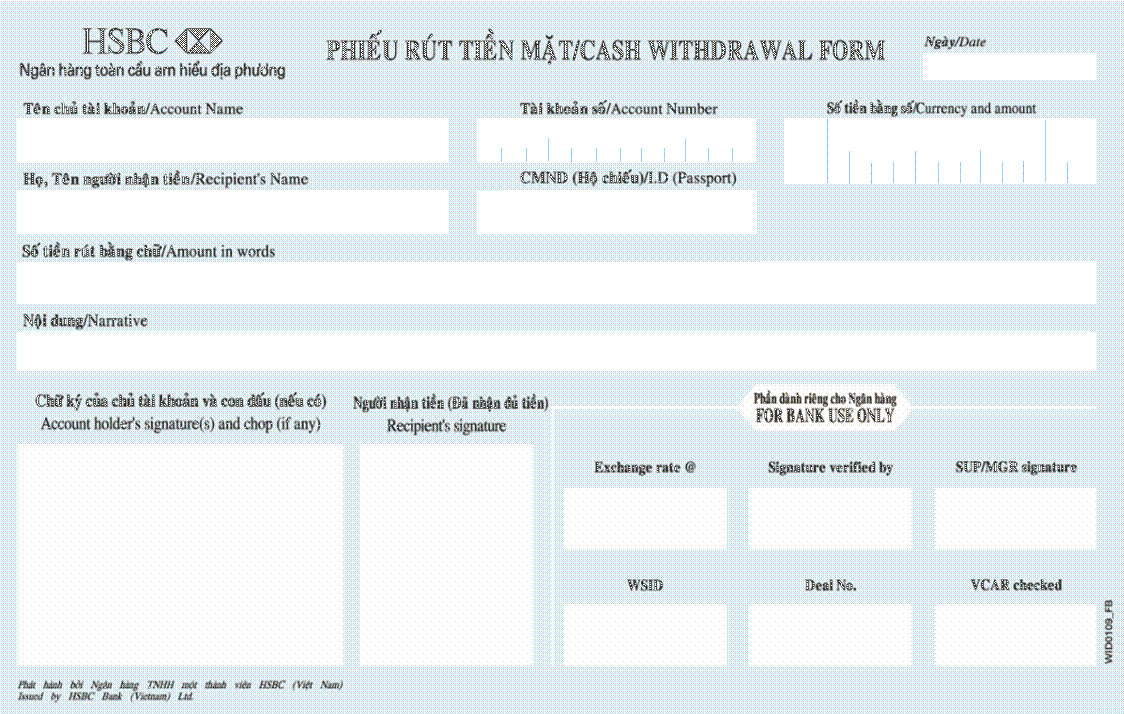 HSBC
Ngân hàng toàn cầu am hiểu địa phương
PHIẾU RÚT TIỀN MẶT/CASH WITHDRAWAL FORM
Ngày/Date
Tên chủ tài khoản/Account Name
Tài khoản số/Account Number
Số tiền bằng số/Currency and amount
Họ, Tên người nhận tiền/Recipient's Name
CMND (Hộ chiếu)/I.D (Passport)
Số tiền rút bằng chữ/Amount in words
Nội dung/Narrative
Chữ ký của chủ tài khoản và con dấu (nếu có)
Account holder's signature(s) and chop (if any)
Người nhận tiền (Đã nhận đủ tiền)
Recipient's signature
Phần dành riêng cho Ngân hàng
FOR BANK USE ONLY
Exchange rate @
Signature verified by
SUP/MGR signature
WSID
Deal No.
VCAR checked
WID0109_FB
Phát hành bởi Ngân hàng TNHH một thành viên HSBC (Việt Nam)
Issued by HSBC Bank (Vietnam) Ltd.